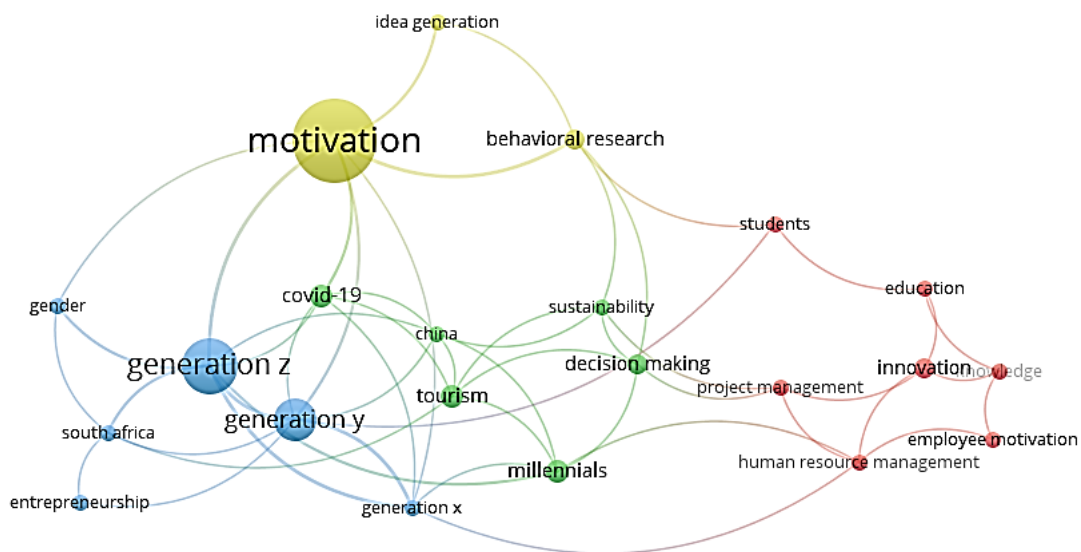 idea generation
motivation
behavioral research
students
education
gender
covid-19
sustainability
china
generation z
decision making
innovation
knowledge
project management
tourism
generation y
south africa
employee motivation
human resource management
millennials
entrepreneurship
generation x